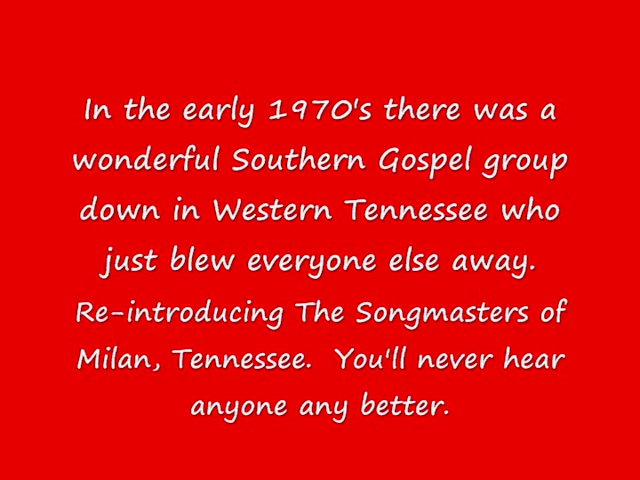 In the early 1970's there was a
wonderful Southern Gospel group
down in Western Tennessee who
just blew everyone else away.
Re-introducing The Songmasters of
Milan, Tennessee.  You'll never hear
anyone any better.